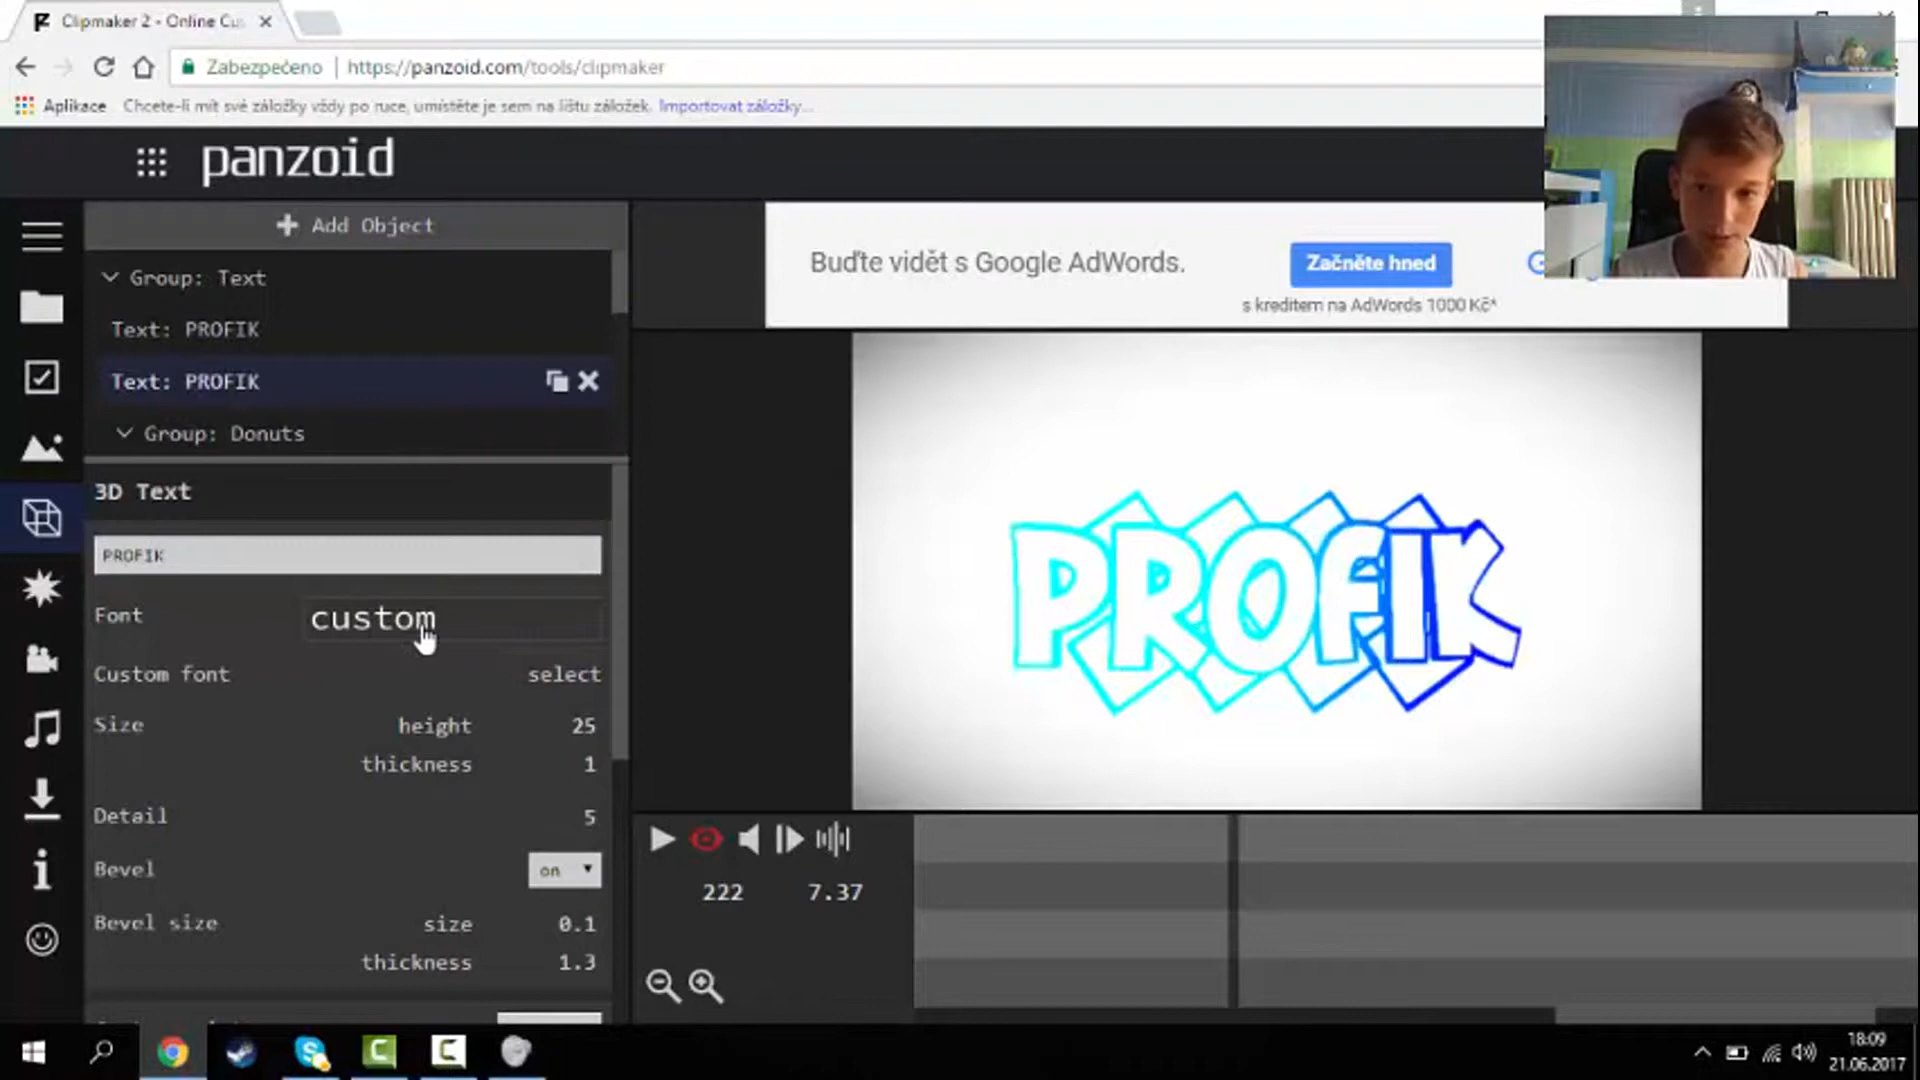 Clipmaker 2 - Online Cus
Zabezpečeno
https://panzoid.com/tools/clipmaker
Aplikace
Chcete-li mít své záložky vždy po ruce, umístěte je sem na lištu záložek.
Importovat záložky...
panzoid
Add Object
Group: Text
Text: PROFIK
Text: PROFIK
Group: Donuts
3D Text
PROFIK
Font
custom
Custom font
select
Size
height
25
thickness
1
Detail
5
Bevel
on
Bevel size
size
0.1
thickness
1.3
Buďte vidět s Google AdWords.
Začněte hned
s kreditem na AdWords 1000 Kč*
PROFIK
222
7.37
18:09
21.06.2017